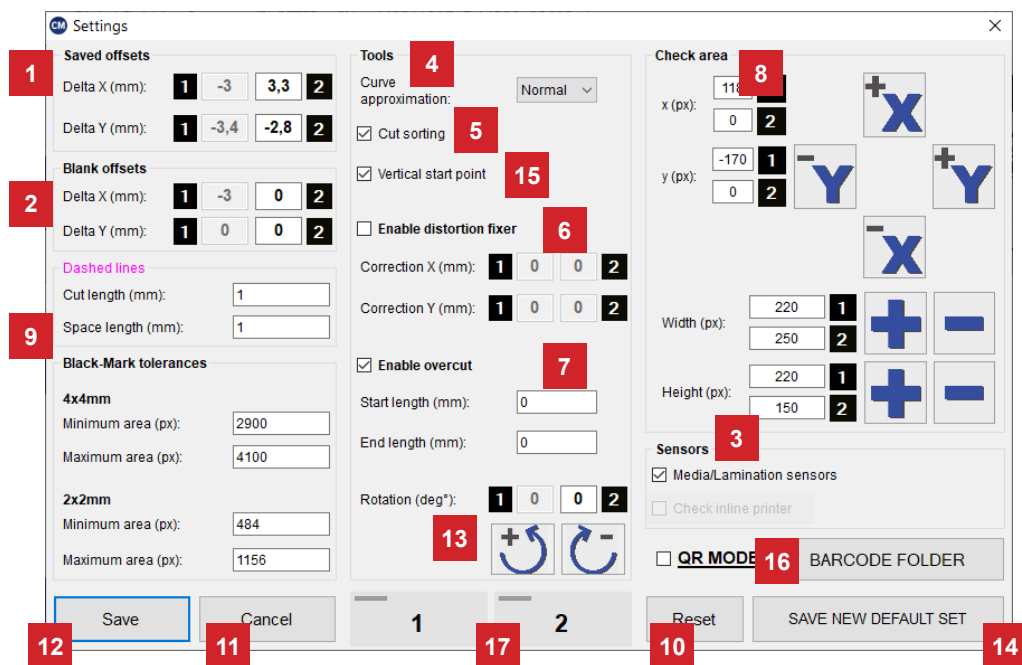 CM Settings
Saved offsets
1
Delta X (mm): 1 -3 3,3 2
Delta Y (mm): 1 -3,4 -2,8 2
Blank offsets
2
Delta X (mm): 1 -3 0 2
Delta Y (mm): 1 0 0 2
Dashed lines
Cut length (mm): 1
9
Space length (mm): 1
Black-Mark tolerances
4x4mm
Minimum area (px): 2900
Maximum area (px): 4100
2x2mm
Minimum area (px): 484
Maximum area (px): 1156
Tools
4
Curve
approximation: Normal
Cut sorting 5
Vertical start point 15
Enable distortion fixer 6
Correction X (mm): 1 0 0 2
Correction Y (mm): 1 0 0 2
Enable overcut 7
Start length (mm): 0
End length (mm): 0
Rotation (deg°): 1 0 0 2
13 + -
Check area
8
x (px):
0 2
+X
y (px): -170 1
0 2
-Y +Y
-X
Width (px): 220 1
250 2
Height (px): 220 1
150 2
Sensors 3
Media/Lamination sensors
Check inline printer
QR MODE 16 BARCODE FOLDER
Save Cancel 1 2 Reset SAVE NEW DEFAULT SET
12 11 17 10 14